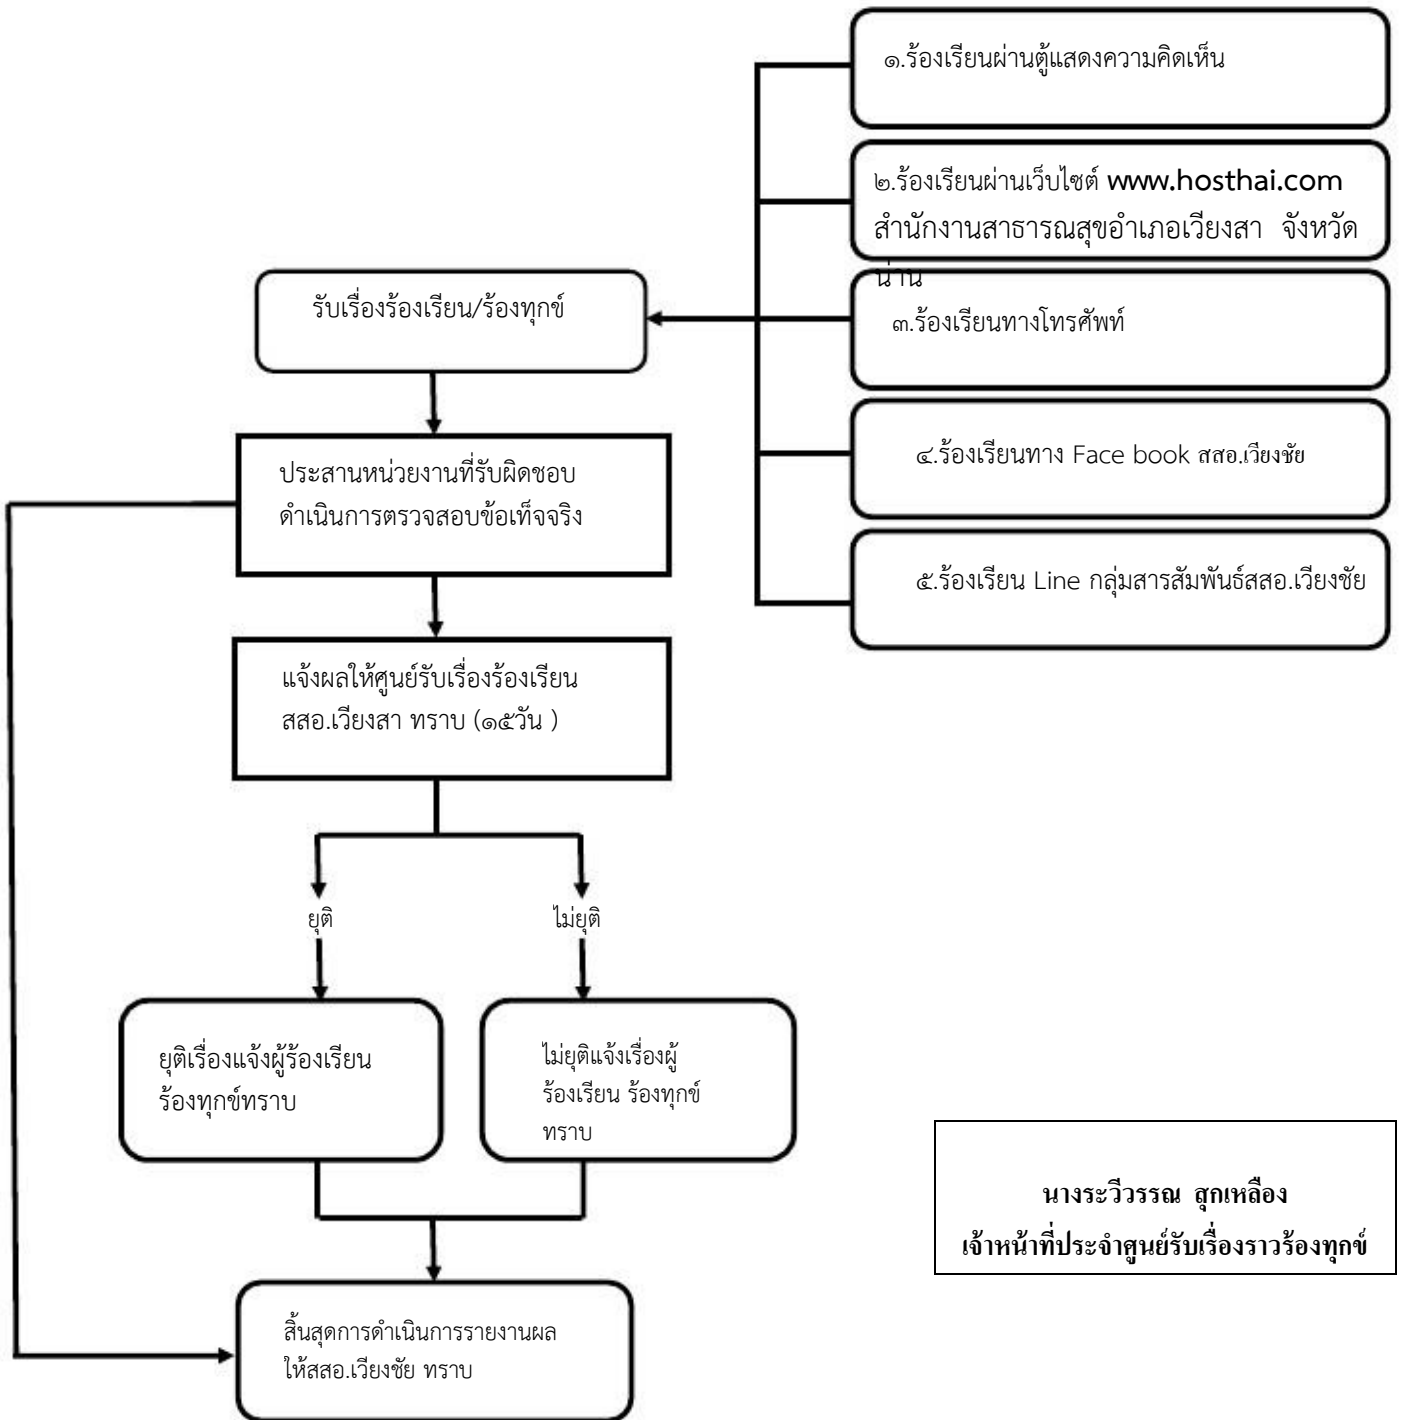 ๑.ร้องเรียนผ่านตู้แสดงความคิดเห็น
๒.ร้องเรียนผ่านเว็บไซต์ www.hosthai.com
สำนักงานสาธารณสุขอำเภอเวียงสา จังหวัด
น่าน
๓.ร้องเรียนทางโทรศัพท์
๔.ร้องเรียนทาง Face book สสอ.เวียงชัย
๕.ร้องเรียน Line กลุ่มสารสัมพันธ์สสอ.เวียงชัย
รับเรื่องร้องเรียน/ร้องทุกข์
ประสานหน่วยงานที่รับผิดชอบ
ดำเนินการตรวจสอบข้อเท็จจริง
แจ้งผลให้ศูนย์รับเรื่องร้องเรียน
สสอ.เวียงสา ทราบ (๑๕วัน )
ยุติ
ไม่ยุติ
ยุติเรื่องแจ้งผู้ร้องเรียน
ร้องทุกข์ทราบ
ไม่ยุติแจ้งเรื่องผู้
ร้องเรียน ร้องทุกข์
ทราบ
สิ้นสุดการดำเนินการรายงานผล
ให้สสอ.เวียงชัย ทราบ
นางระวีวรรณ สุกเหลือง
เจ้าหน้าที่ประจำศูนย์รับเรื่องราวร้องทุกข์